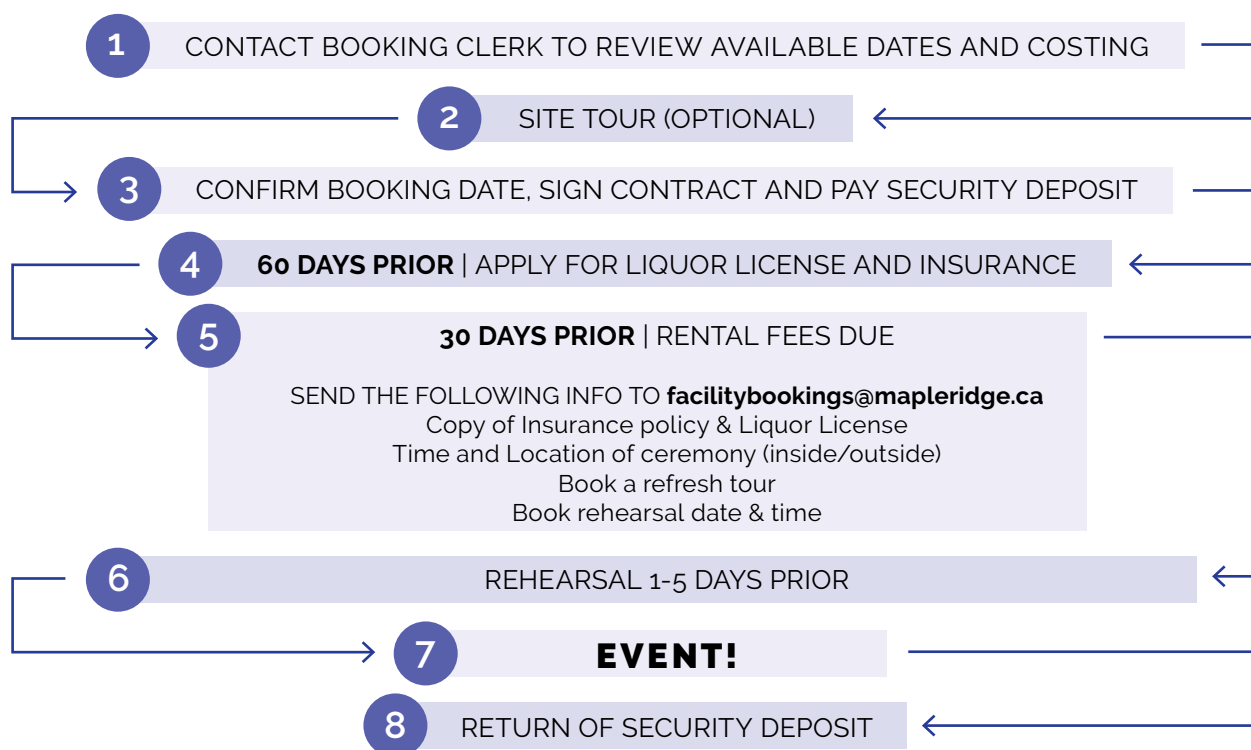 1 CONTACT BOOKING CLERK TO REVIEW AVAILABLE DATES AND COSTING
2 SITE TOUR (OPTIONAL)
3 CONFIRM BOOKING DATE, SIGN CONTRACT AND PAY SECURITY DEPOSIT
4 60 DAYS PRIOR | APPLY FOR LIQUOR LICENSE AND INSURANCE
5 30 DAYS PRIOR | RENTAL FEES DUE
SEND THE FOLLOWING INFO TO facilitybookings@mapleridge.ca
Copy of Insurance policy & Liquor License
Time and Location of ceremony (inside/outside)
Book a refresh tour
Book rehearsal date & time
6 REHEARSAL 1-5 DAYS PRIOR
7 EVENT!
8 RETURN OF SECURITY DEPOSIT